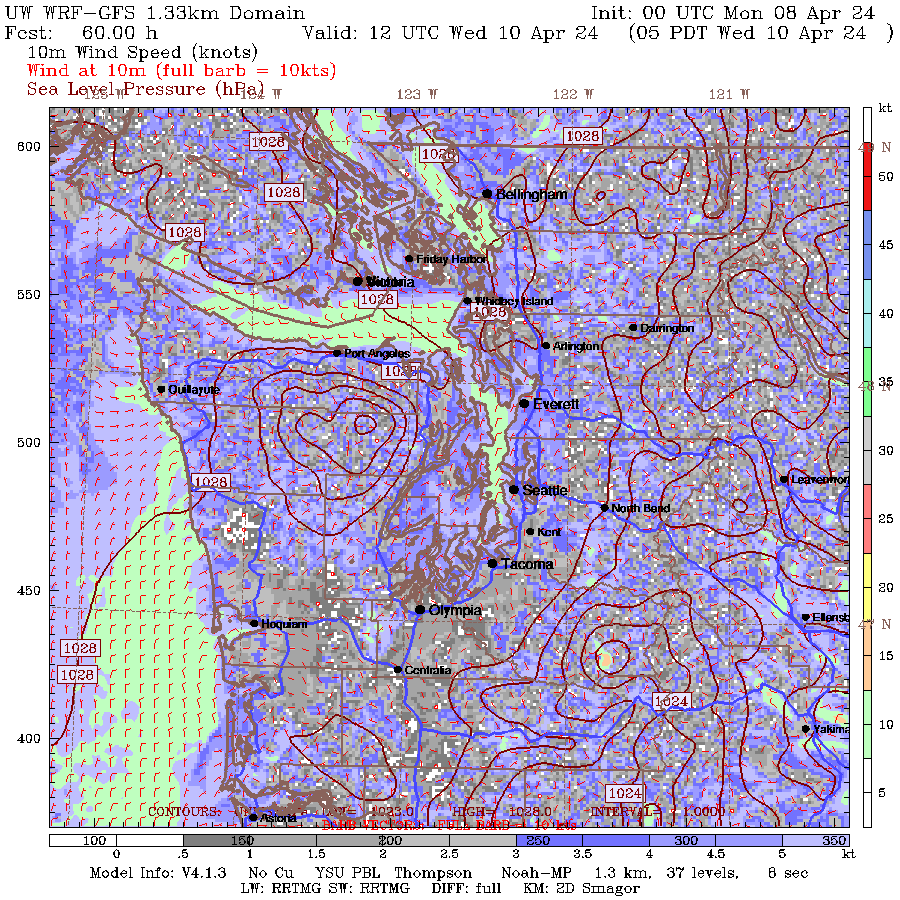 UW WRF-GFS 1.33km Domain Init: 00 UTC Mon 08 Apr 24
Fcst: 60.00 h Valid: 12 UTC Wed 10 Apr 24 (05 PDT Wed 10 Apr 24 )
10m Wind Speed (knots)
Wind at 10m (full barb = 10kts)
Sea Level Pressure (hPa)
125 W 124 W 123 W 122 W 121 W
kt
600 1028 1028 1028 49 N
50
1028 Bellingham
1028 45
Friday Harbor
Victoria
550 1028 Whidbey Island 40
1028 Darrington
Arlington
Port Angeles
1028 35
Quillayute 48 N
Everett
500 30
1028 Seattle Leavenwor
North Bend
Kent 25
Tacoma
450 20
Olympia Ellensb
Hoquiam 47 N
1028 Centralia 15
1028
1024
400 Yakima 10
1024 5
CONTOURS: UNITS=hPa LOW= 1023.0 HIGH= 1028.0 INTERVAL= 1.0000
Astoria BARB VECTORS: FULL BARB = 10 kts
100 150 200 250 300 350
0 .5 1 1.5 2 2.5 3 3.5 4 4.5 5 kt
Model Info: V4.1.3 No Cu YSU PBL Thompson Noah-MP 1.3 km, 37 levels, 8 sec
LW: RRTMG SW: RRTMG DIFF: full KM: 2D Smagor